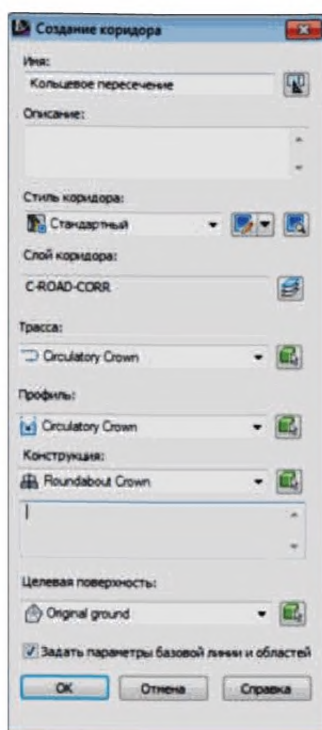 Создание коридора
Имя:
Кольцевое пересечение
Описание:
Стиль коридора:
Стандартный
Слой коридора:
C-ROAD-CORR
Трасса:
Circulatory Crown
Профиль:
Circulatory Crown
Конструкция:
Roundabout Crown
Целевая поверхность:
Original ground
Задать параметры базовой линии и областей
OK Отмена Справка